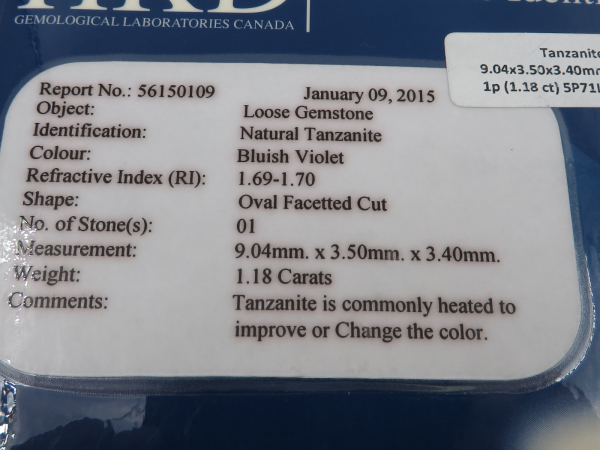 GEMOLOGICAL LABORATORIES CANADA
Tanzanite
9.04x3.50x3.40mm
1p (1.18 ct)
Report No.: 56150109 January 09, 2015
Object: Loose Gemstone
Identification: Natural Tanzanite
Colour: Bluish Violet
Refractive Index (RI): 1.69-1.70
Shape: Oval Facetted Cut
No. of Stone(s): 01
Measurement: 9.04mm. x 3.50mm. x 3.40mm.
Weight: 1.18 Carats
Comments: Tanzanite is commonly heated to
improve or Change the color.